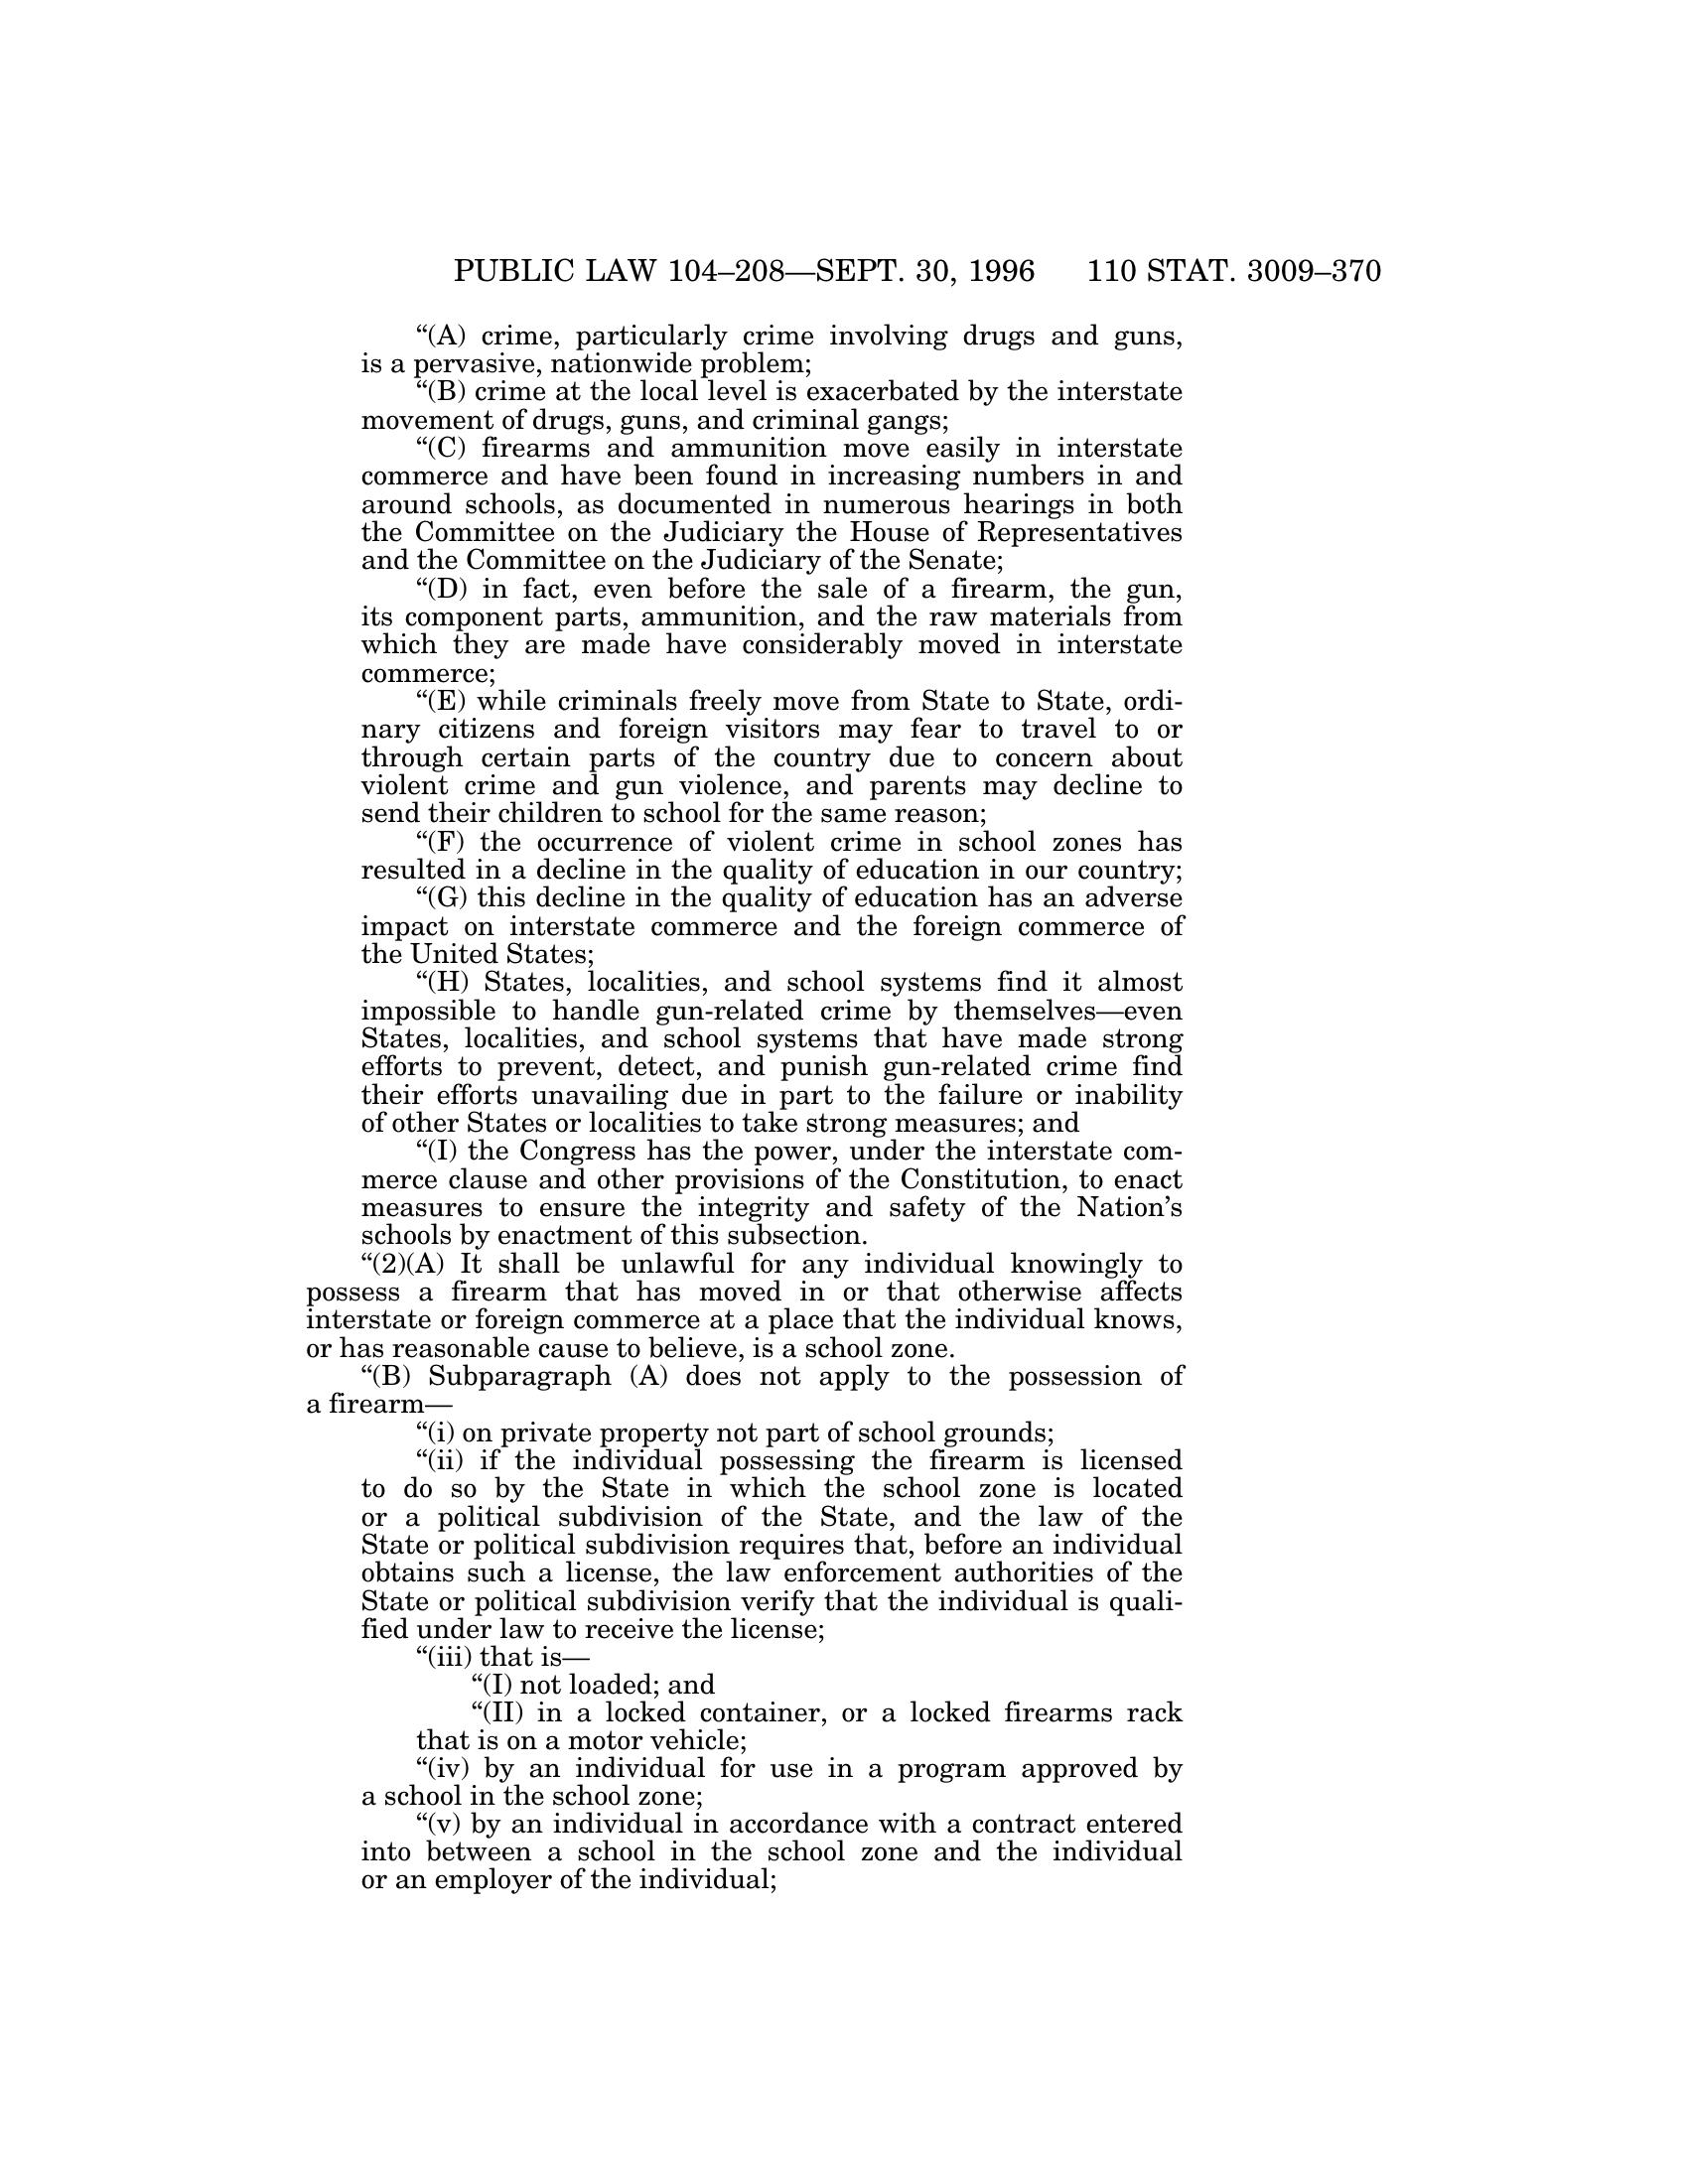 PUBLIC LAW 104–208—SEPT. 30, 1996 110 STAT. 3009–370
“(A) crime, particularly crime involving drugs and guns,
is a pervasive, nationwide problem;
“(B) crime at the local level is exacerbated by the interstate
movement of drugs, guns, and criminal gangs;
“(C) firearms and ammunition move easily in interstate
commerce and have been found in increasing numbers in and
around schools, as documented in numerous hearings in both
the Committee on the Judiciary the House of Representatives
and the Committee on the Judiciary of the Senate;
“(D) in fact, even before the sale of a firearm, the gun,
its component parts, ammunition, and the raw materials from
which they are made have considerably moved in interstate
commerce;
“(E) while criminals freely move from State to State, ordi-
nary citizens and foreign visitors may fear to travel to or
through certain parts of the country due to concern about
violent crime and gun violence, and parents may decline to
send their children to school for the same reason;
“(F) the occurrence of violent crime in school zones has
resulted in a decline in the quality of education in our country;
“(G) this decline in the quality of education has an adverse
impact on interstate commerce and the foreign commerce of
the United States;
“(H) States, localities, and school systems find it almost
impossible to handle gun-related crime by themselves—even
States, localities, and school systems that have made strong
efforts to prevent, detect, and punish gun-related crime find
their efforts unavailing due in part to the failure or inability
of other States or localities to take strong measures; and
“(I) the Congress has the power, under the interstate com-
merce clause and other provisions of the Constitution, to enact
measures to ensure the integrity and safety of the Nation’s
schools by enactment of this subsection.
“(2)(A) It shall be unlawful for any individual knowingly to
possess a firearm that has moved in or that otherwise affects
interstate or foreign commerce at a place that the individual knows,
or has reasonable cause to believe, is a school zone.
“(B) Subparagraph (A) does not apply to the possession of
a firearm—
“(i) on private property not part of school grounds;
“(ii) if the individual possessing the firearm is licensed
to do so by the State in which the school zone is located
or a political subdivision of the State, and the law of the
State or political subdivision requires that, before an individual
obtains such a license, the law enforcement authorities of the
State or political subdivision verify that the individual is quali-
fied under law to receive the license;
“(iii) that is—
“(I) not loaded; and
“(II) in a locked container, or a locked firearms rack
that is on a motor vehicle;
“(iv) by an individual for use in a program approved by
a school in the school zone;
“(v) by an individual in accordance with a contract entered
into between a school in the school zone and the individual
or an employer of the individual;